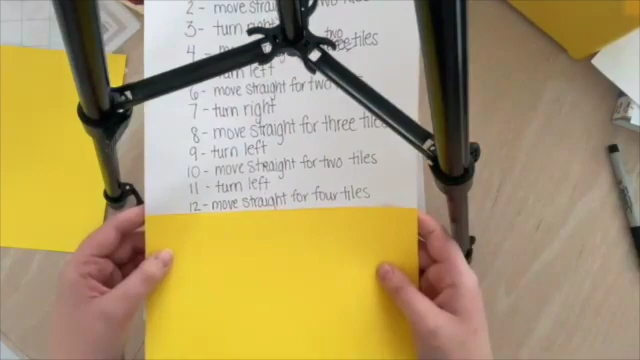 2 - move
3 - turn right
4 - two tiles
turn left
6 - move straight for
7 - turn right
8 - move straight for three tiles
9 - turn left
10 - move straight for two tiles
11 - turn left
12 - move straight for four tiles